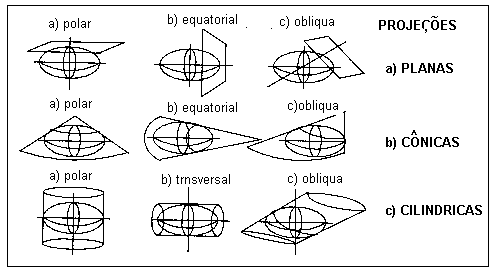 PROJEÇÕES
a) polar b) equatorial c) obliqua
a) PLANAS
a) polar b) equatorial c)obliqua
b) CÔNICAS
a) polar b) trnsversal c) obliqua
c) CILINDRICAS